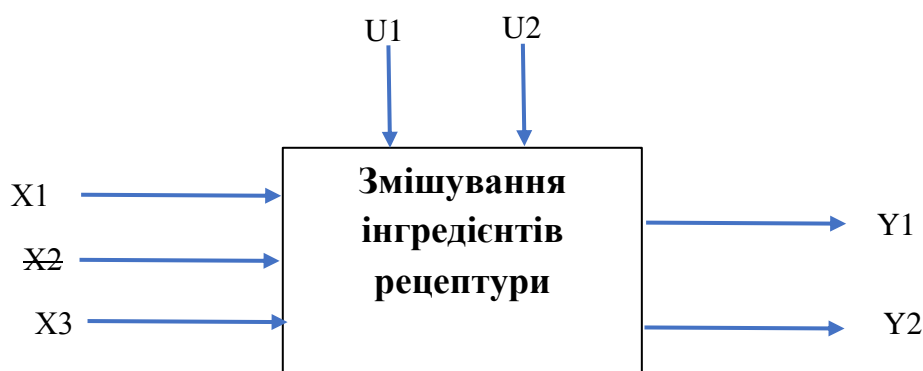 U1 U2
Змішування
інгредієнтів
рецептури
X1
X2
X3
Y1
Y2